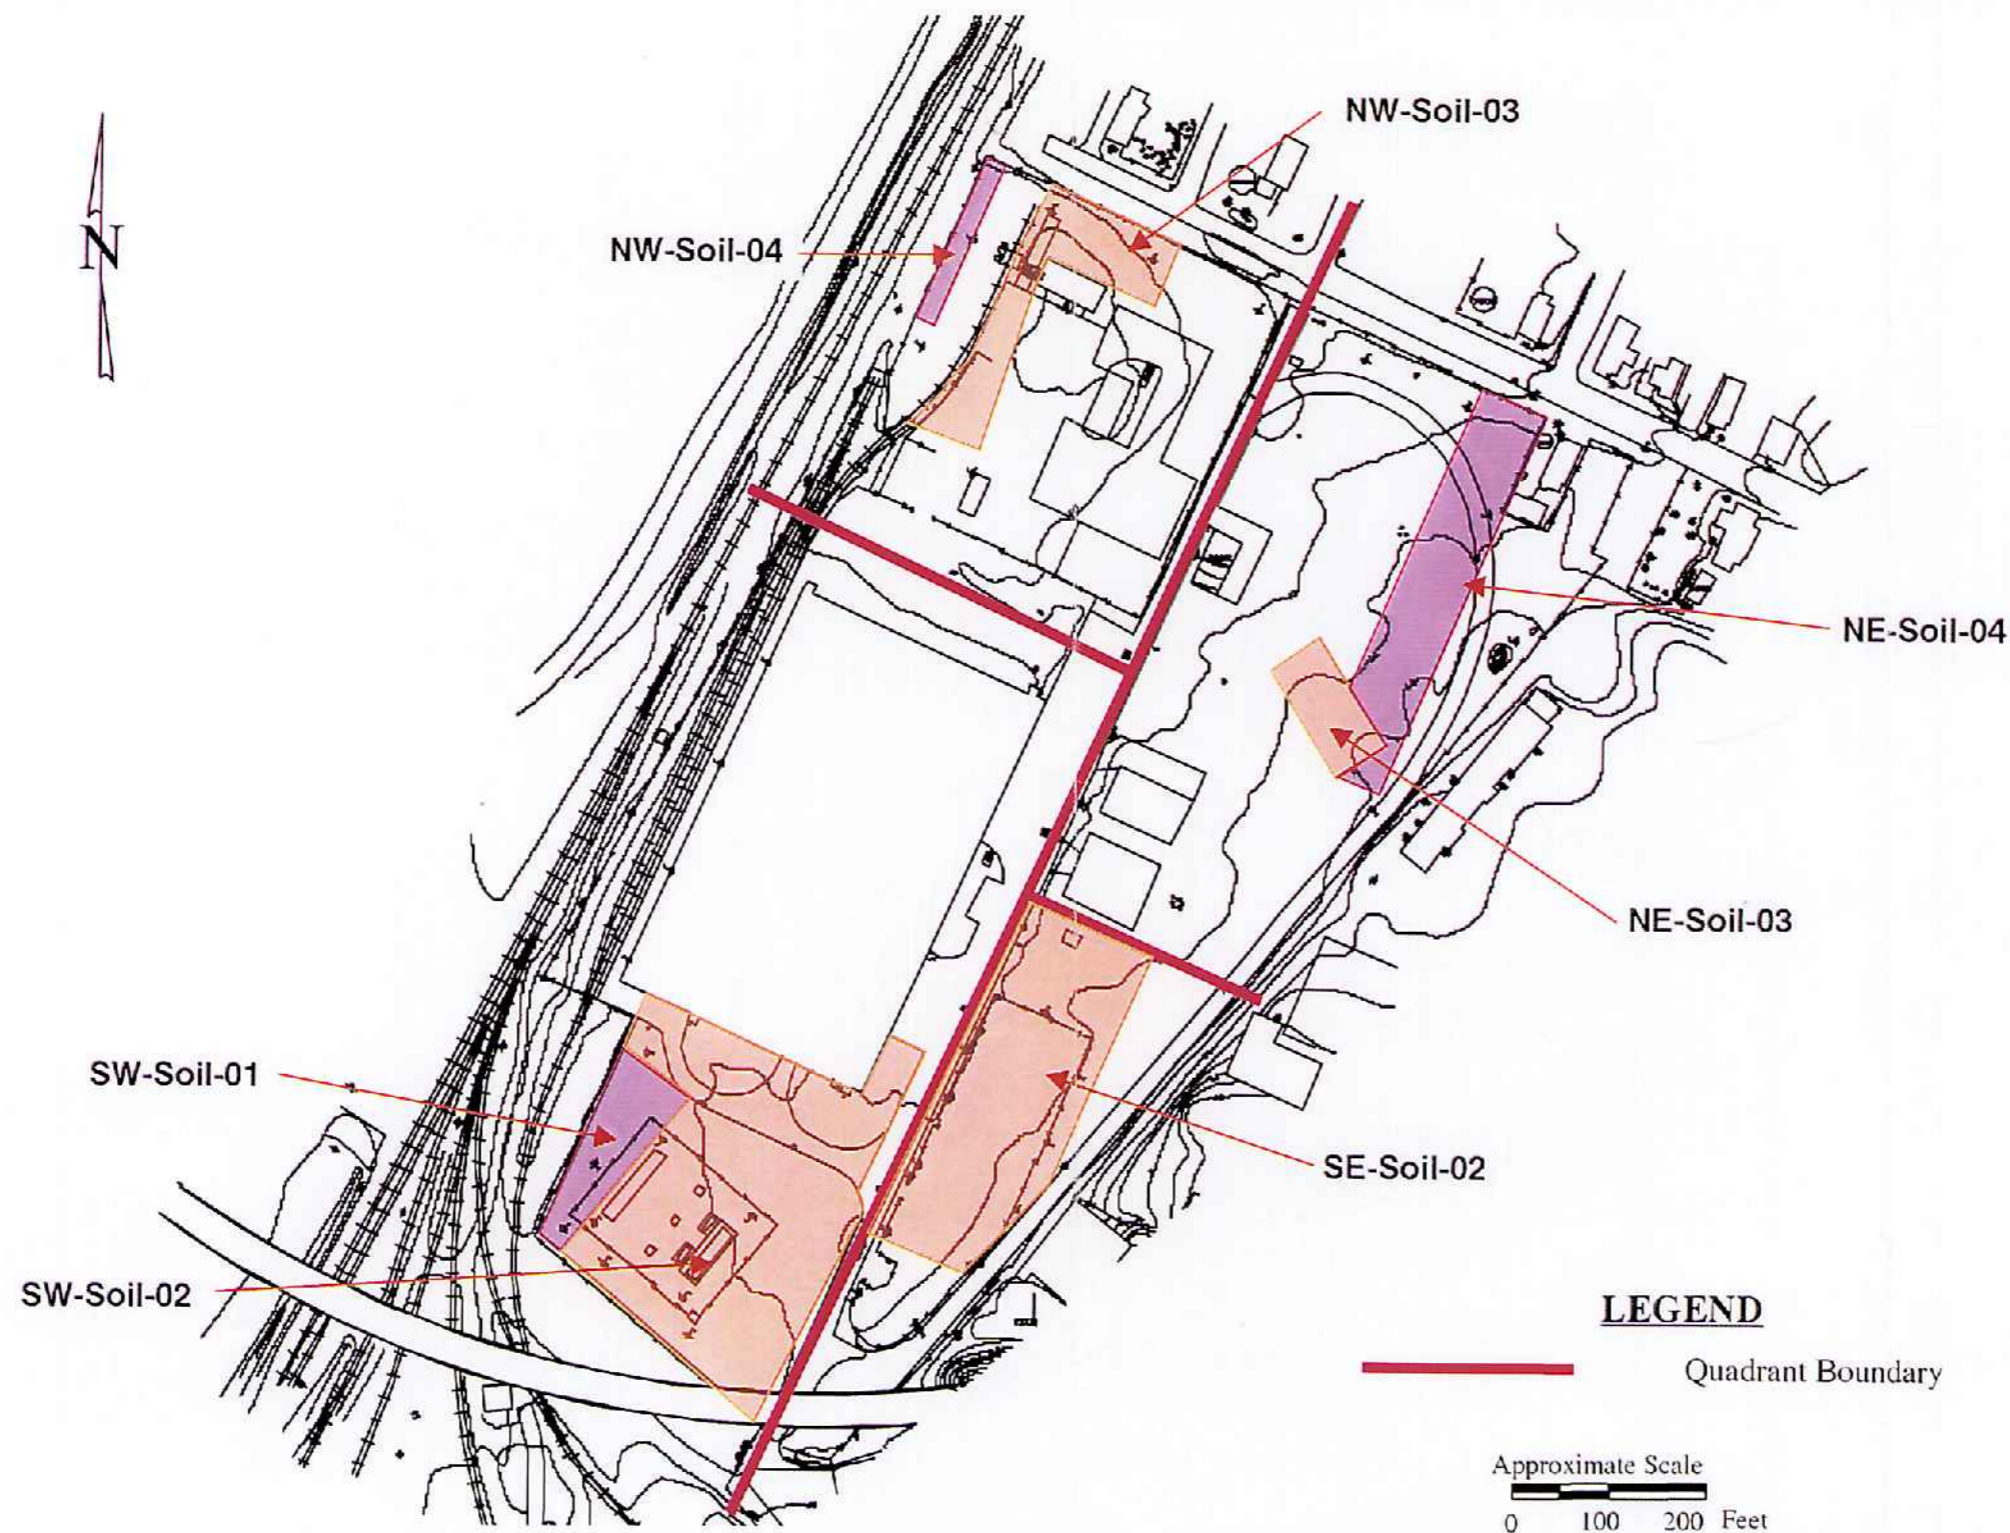 NW-Soil-03
N
NW-Soil-04
NE-Soil-04
NE-Soil-03
SW-Soil-01
SE-Soil-02
SW-Soil-02
LEGEND
Quadrant Boundary
Approximate Scale
0 100 200 Feet